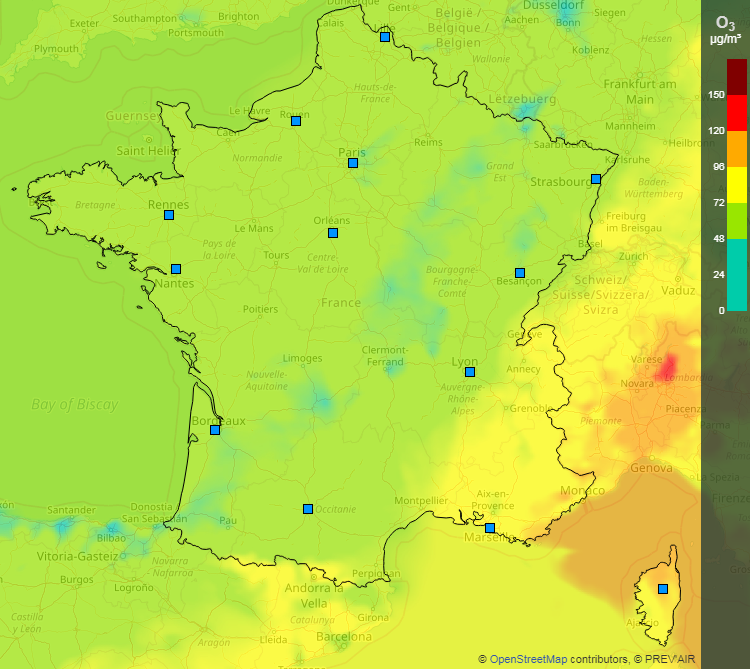 Dunkerque
Gent
Calais
Lille
België /
Belgique /
Belgien
Düsseldorf
Siegen
Aachen
Bonn
Koblenz
Hessen
Exeter
Southampton
Brighton
Portsmouth
Plymouth
Wallonie
Frankfurt am
Main
O₃
µg/m³
150
120
96
72
48
24
0
Hauts-de-
France
Lëtzebuerg
Guernsey
Le Havre
Rouen
Caen
Mannheim
Heilbronn
Saint Helier
Normandie
Paris
Reims
Saarbrücken
Karlsruhe
Grand
Est
Strasbourg
Baden-
Württemberg
Bretagne
Rennes
Le Mans
Orléans
Freiburg
im Breisgau
Pays de
la Loire
Tours
Centre-
Val de Loire
Bourgogne-
Franche-
Comté
Basel
Zürich
Besançon
Nantes
Schweiz/
Suisse/Svizzera/
Svizra
Vaduz
Poitiers
France
Genève
Limoges
Clermont-
Ferrand
Lyon
Annecy
Varese
Lombardia
Novara
Nouvelle-
Aquitaine
Auvergne
Rhône-
Alpes
Grenoble
Piacenza
Piemonte
Parma
Bay of Biscay
Bordeaux
Genova
La Spezia
Firenze
Montpellier
Aix-en-
Provence
Monaco
Marseille
Occitanie
Santander
Donostia
San Sebastián
Pau
Bilbao
Vitoria-Gasteiz
Navarra
- Nafarroa
Burgos
Logroño
Perpignan
Andorra la
Vella
Catalunya
Girona
Castilla
y León
Aragón
Lleida
Barcelona
Tarragona
Ajaccio
© OpenStreetMap contributors, © PREV'AIR